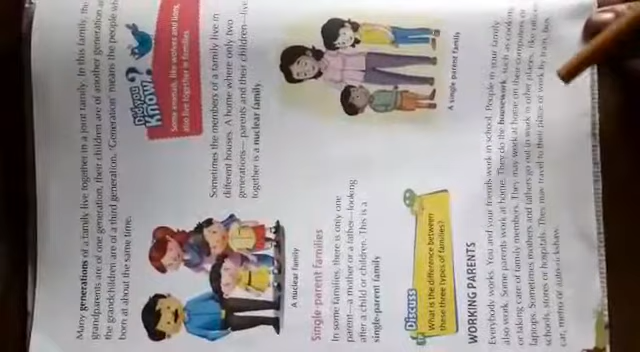 Many generations of a family live together in a joint family. In this family, the
grandparents are of one generation, their children are of another generation a
the grandchildren are of a third generation. 'Generation' means the people wh
born at about the same time.
Did you
Know?
Some animals, like wolves and lions,
also live together in families.
Sometimes the members of a family live in
different houses. A home where only two
generations—parents and their children—live
together is a nuclear family.
A nuclear family
Single-parent families
In some families, there is only one
parent—a mother or a father—looking
after a child or children. This is a
single-parent family
A single parent family
Discuss
What is the difference between
these three types of families?
WORKING PARENTS
Everybody works. You and your friends work in school. People in your family
also work. Some parents work at home. They do the housework, such as cooking
or taking care of family members. They may work at home on their computers or
laptops. Sometimes mothers and fathers go out to work in other places, like
schools, stores or hospitals. They may travel to their place of work by train, bus,
car, metro or auto-rickshaw.